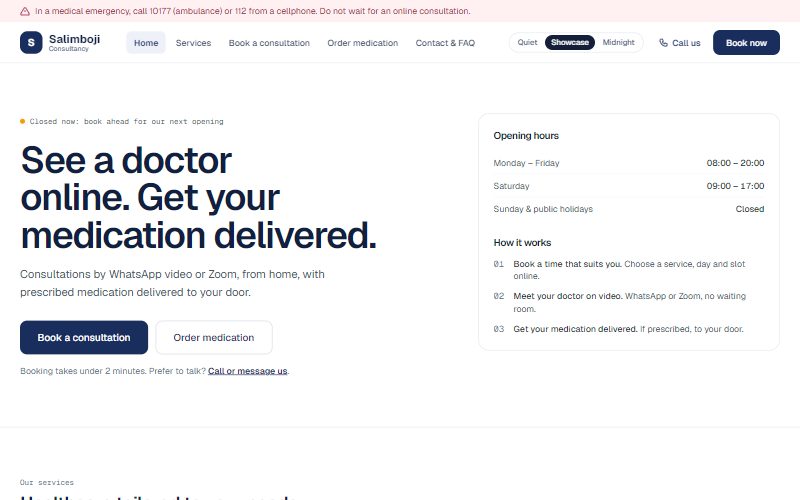 In a medical emergency, call 10177 (ambulance) or 112 from a cellphone. Do not wait for an online consultation.
S
Salimboji
Consultancy
Home
Services
Book a consultation
Order medication
Contact & FAQ
Quiet
Showcase
Midnight
Call us
Book now
Closed now: book ahead for our next opening
See a doctor
online. Get your
medication delivered.
Consultations by WhatsApp video or Zoom, from home, with
prescribed medication delivered to your door.
Book a consultation
Order medication
Booking takes under 2 minutes. Prefer to talk? Call or message us.
Opening hours
Monday – Friday 08:00 – 20:00
Saturday 09:00 – 17:00
Sunday & public holidays Closed
How it works
01 Book a time that suits you. Choose a service, day and slot
online.
02 Meet your doctor on video. WhatsApp or Zoom, no waiting
room.
03 Get your medication delivered. If prescribed, to your door.
Our services